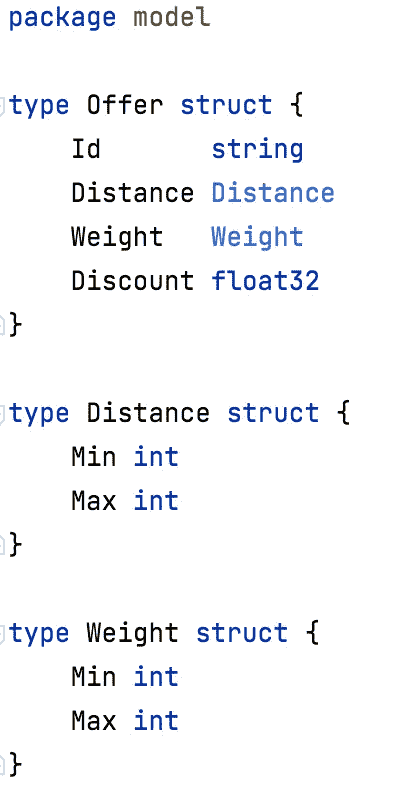 package model
type Offer struct {
    Id       string
    Distance Distance
    Weight   Weight
    Discount float32
}
type Distance struct {
    Min int
    Max int
}
type Weight struct {
    Min int
    Max int
}